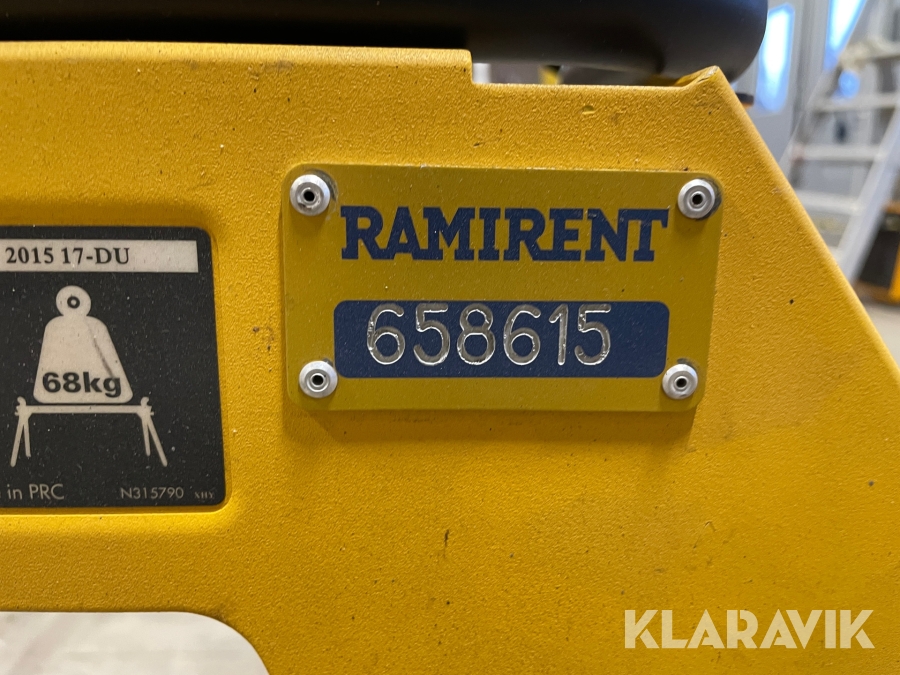 RAMIRENT
658615
2015 17-DU
68kg
in PRC
N315790
KLARAVIK